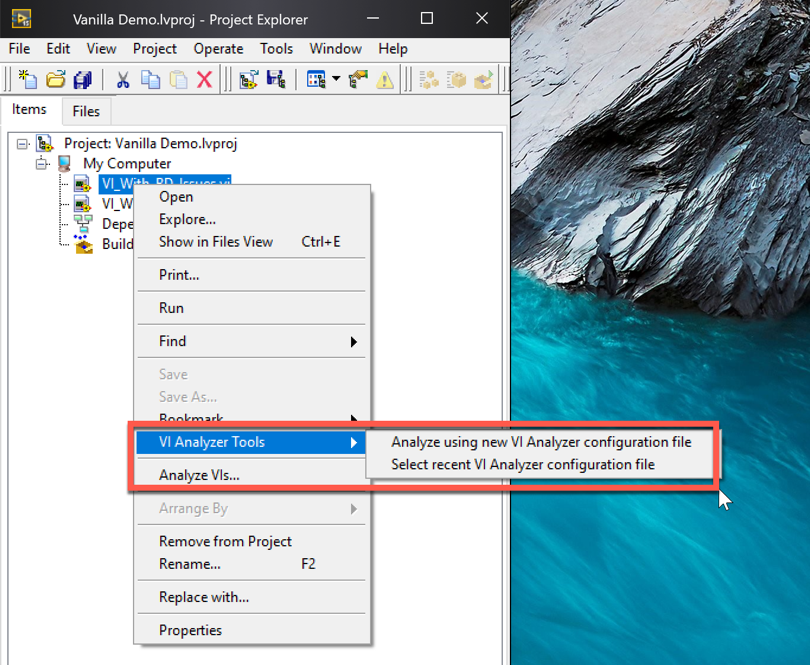 Vanilla Demo.lvproj - Project Explorer
File Edit View Project Operate Tools Window Help
Items Files
Project: Vanilla Demo.lvproj
My Computer
VI_With_BD_Issues.vi
VI_W
Depe
Build
Open
Explore...
Show in Files View Ctrl+E
Print...
Run
Find
Save
Save As...
Bookmark
VI Analyzer Tools
Analyze using new VI Analyzer configuration file
Select recent VI Analyzer configuration file
Analyze VIs...
Arrange By
Remove from Project
Rename... F2
Replace with...
Properties